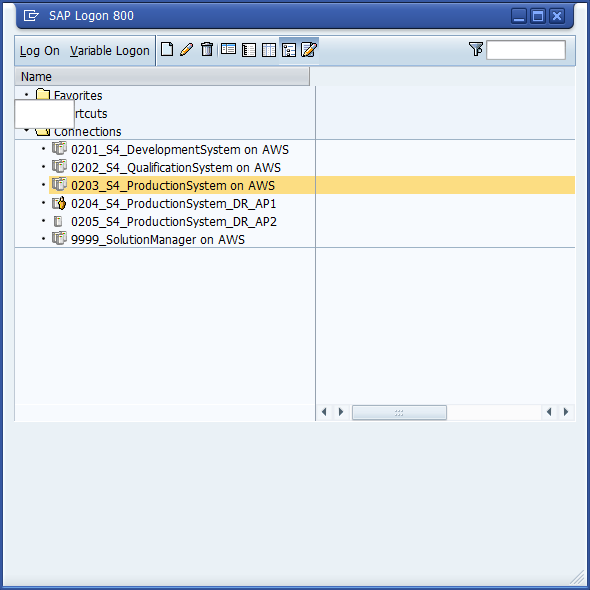 SAP Logon 800
Log On Variable Logon
Name
Favorites
rtcuts
Connections
0201_S4_DevelopmentSystem on AWS
0202_S4_QualificationSystem on AWS
0203_S4_ProductionSystem on AWS
0204_S4_ProductionSystem_DR_AP1
0205_S4_ProductionSystem_DR_AP2
9999_SolutionManager on AWS